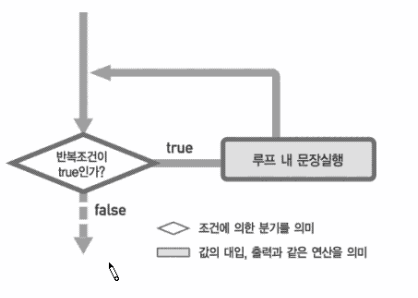 반복조건이
true인가?
true
루프 내 문장실행
false
조건에 의한 분기를 의미
값의 대입, 출력과 같은 연산을 의미